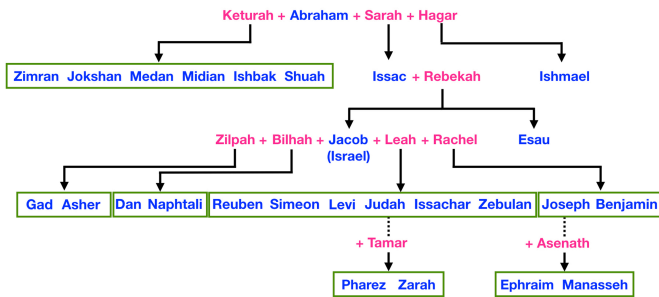 Keturah + Abraham + Sarah + Hagar
Zimran Jokshan Medan Midian Ishbak Shuah
Issac + Rebekah
Ishmael
Zilpah + Bilhah + Jacob + Leah + Rachel
(Israel)
Esau
Gad Asher
Dan Naphtali
Reuben Simeon Levi Judah Issachar Zebulan
Joseph Benjamin
+ Tamar
+ Asenath
Pharez Zarah
Ephraim Manasseh